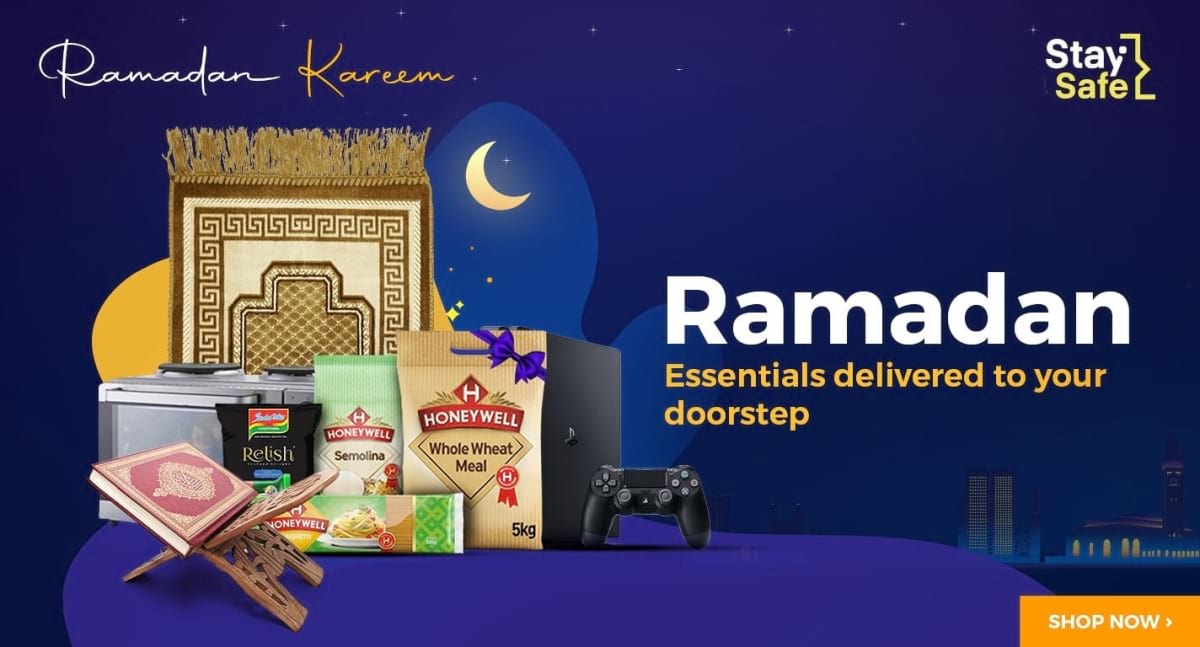 Ramadan Kareem
Stay
Safe
Ramadan
Essentials delivered to your
doorstep
Relish
H
HONEYWELL
Semolina
H
HONEYWELL
Whole Wheat
Meal
H
5kg
H
HONEYWELL
SHOP NOW ›